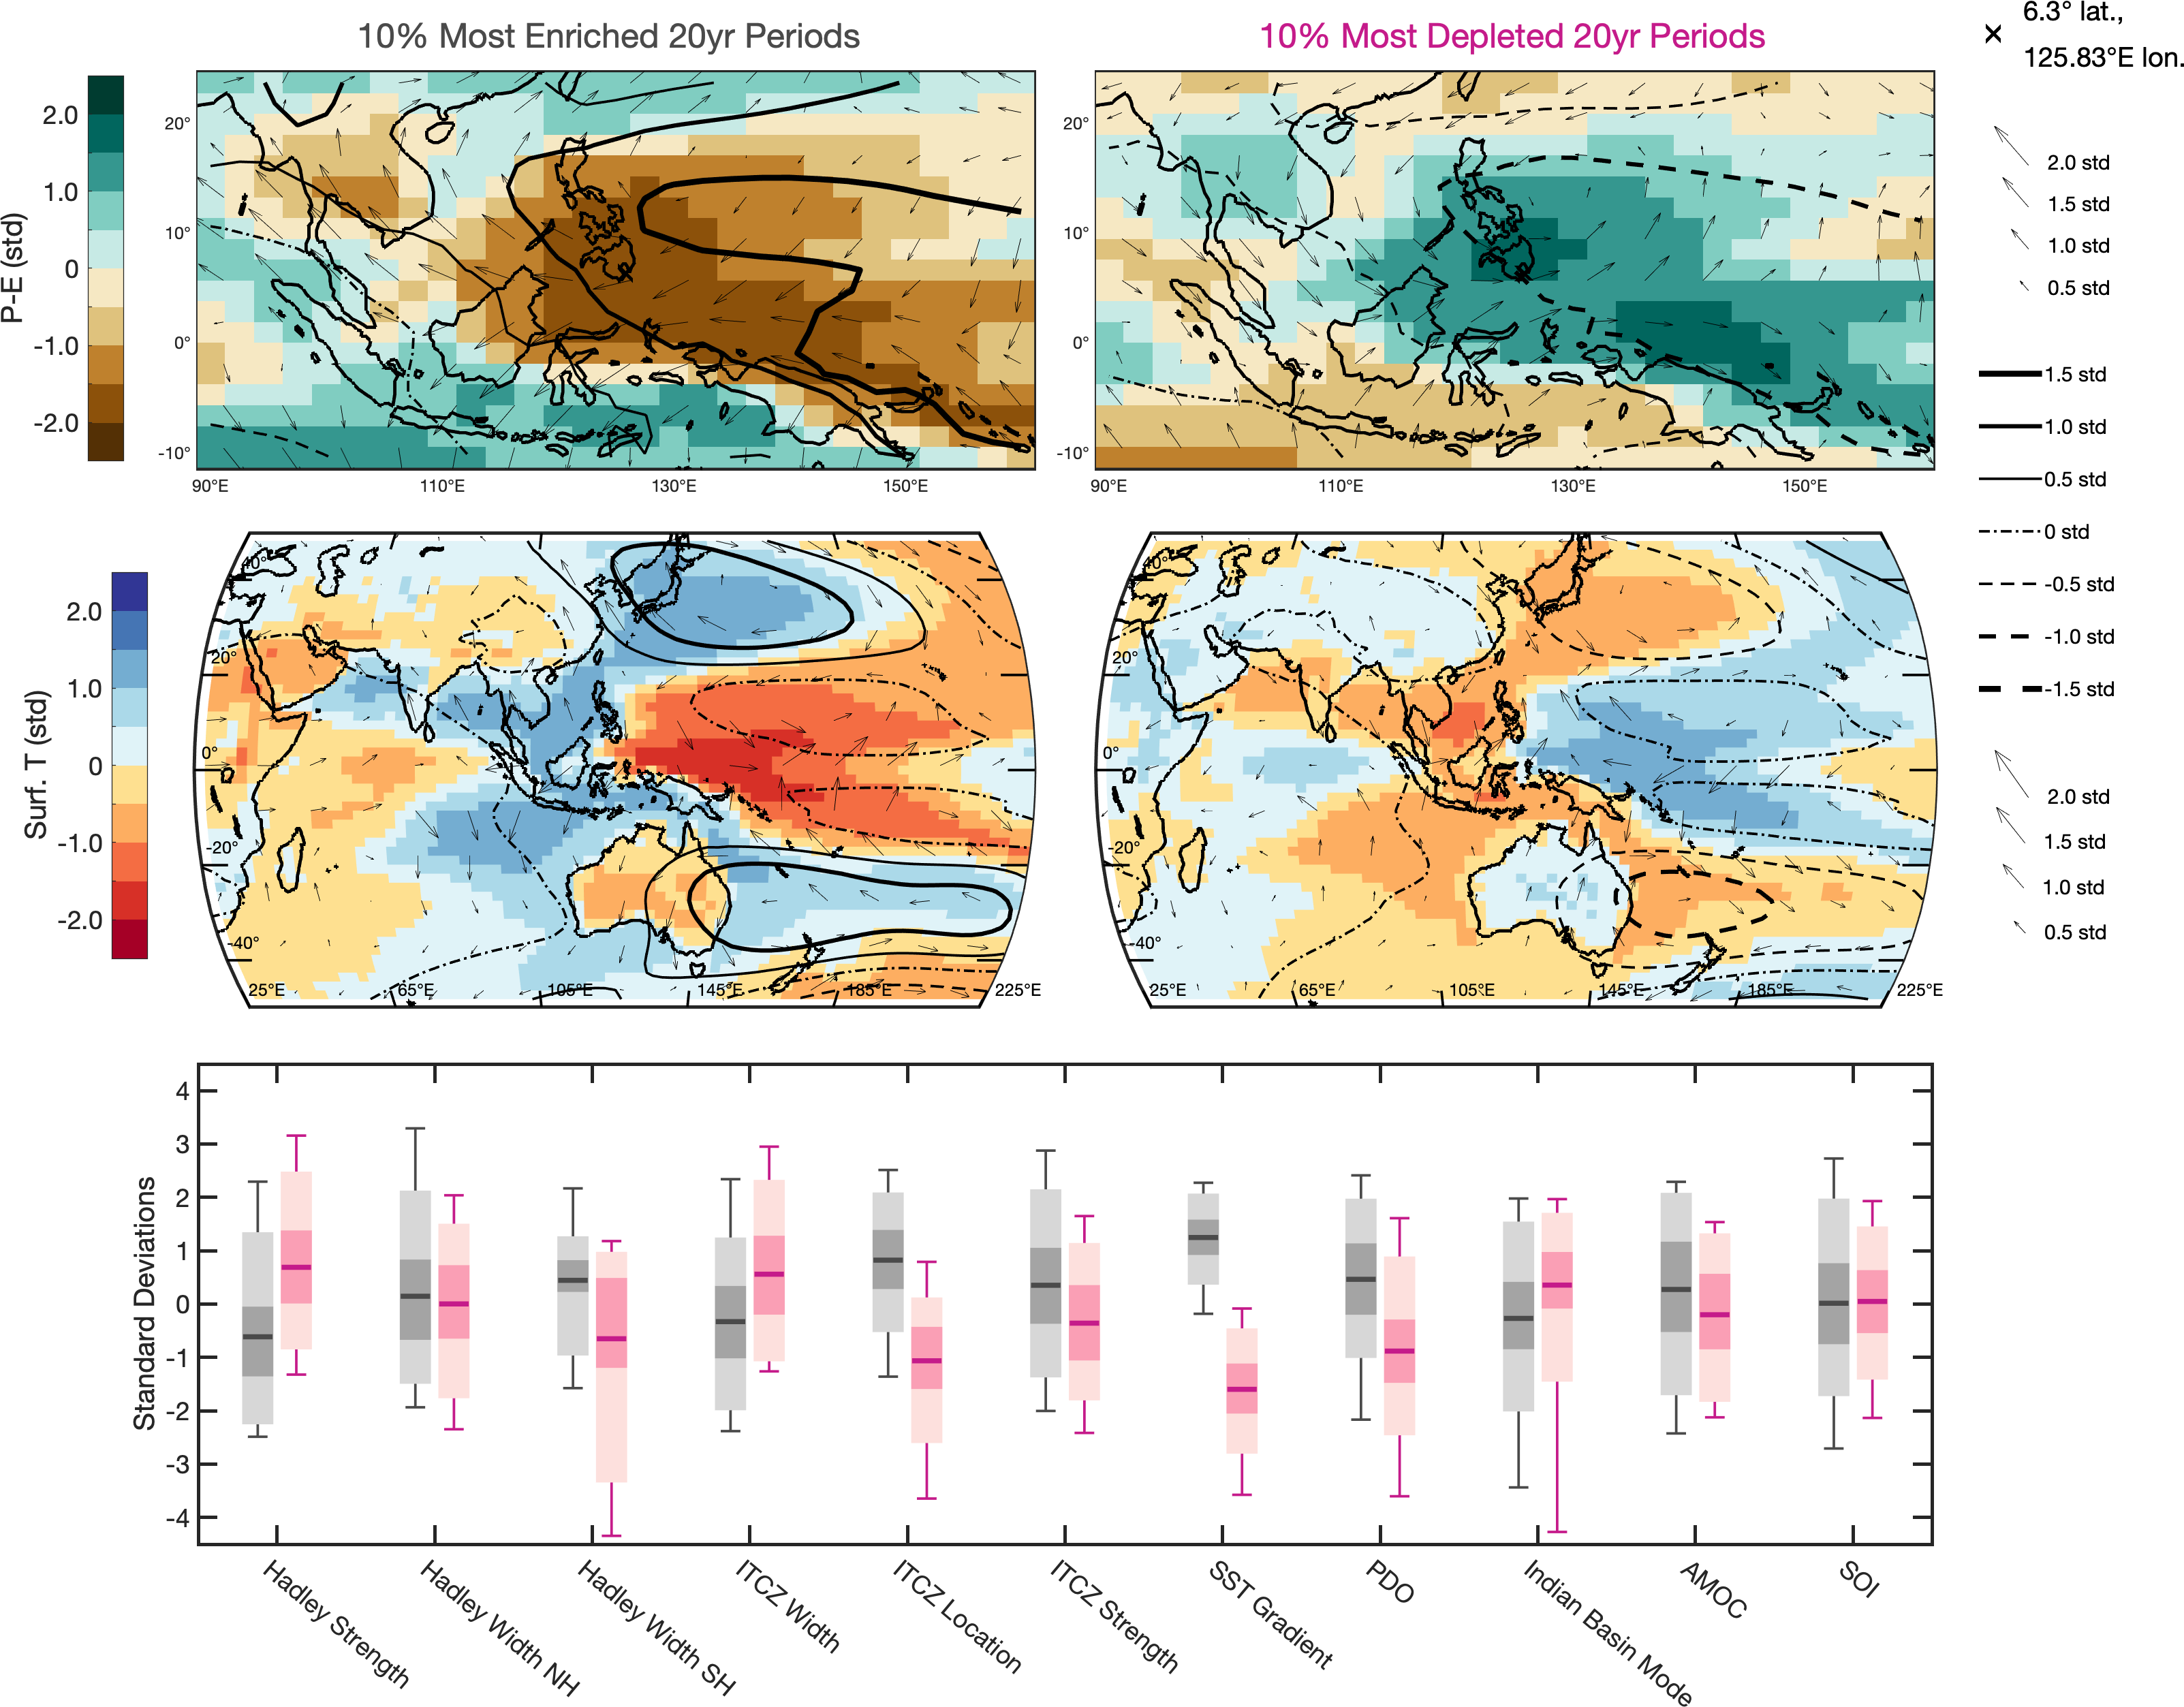 10% Most Enriched 20yr Periods
10% Most Depleted 20yr Periods
6.3° lat.,
125.83°E lon.
P-E (std)
2.0
1.0
0
-1.0
-2.0
20°
10°
0°
-10°
90°E 110°E 130°E 150°E
20°
10°
0°
-10°
90°E 110°E 130°E 150°E
2.0 std
1.5 std
1.0 std
0.5 std
1.5 std
1.0 std
0.5 std
0 std
-0.5 std
-1.0 std
-1.5 std
2.0 std
1.5 std
1.0 std
0.5 std
Surf. T (std)
2.0
1.0
0
-1.0
-2.0
40°
20°
0°
-20°
-40°
25°E 65°E 105°E 145°E 185°E 225°E
40°
20°
0°
-20°
-40°
25°E 65°E 105°E 145°E 185°E 225°E
Standard Deviations
4
3
2
1
0
-1
-2
-3
-4
Hadley Strength
Hadley Width NH
Hadley Width SH
ITCZ Width
ITCZ Location
ITCZ Strength
SST Gradient
PDO
Indian Basin Mode
AMOC
SOI